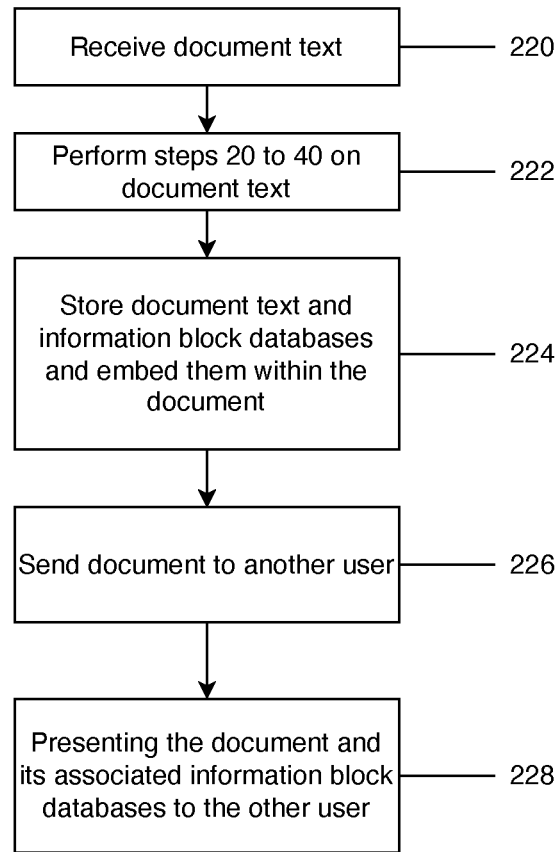 Receive document text
220
Perform steps 20 to 40 on
document text
222
Store document text and
information block databases
and embed them within the
document
224
Send document to another user
226
Presenting the document and
its associated information block
databases to the other user
228